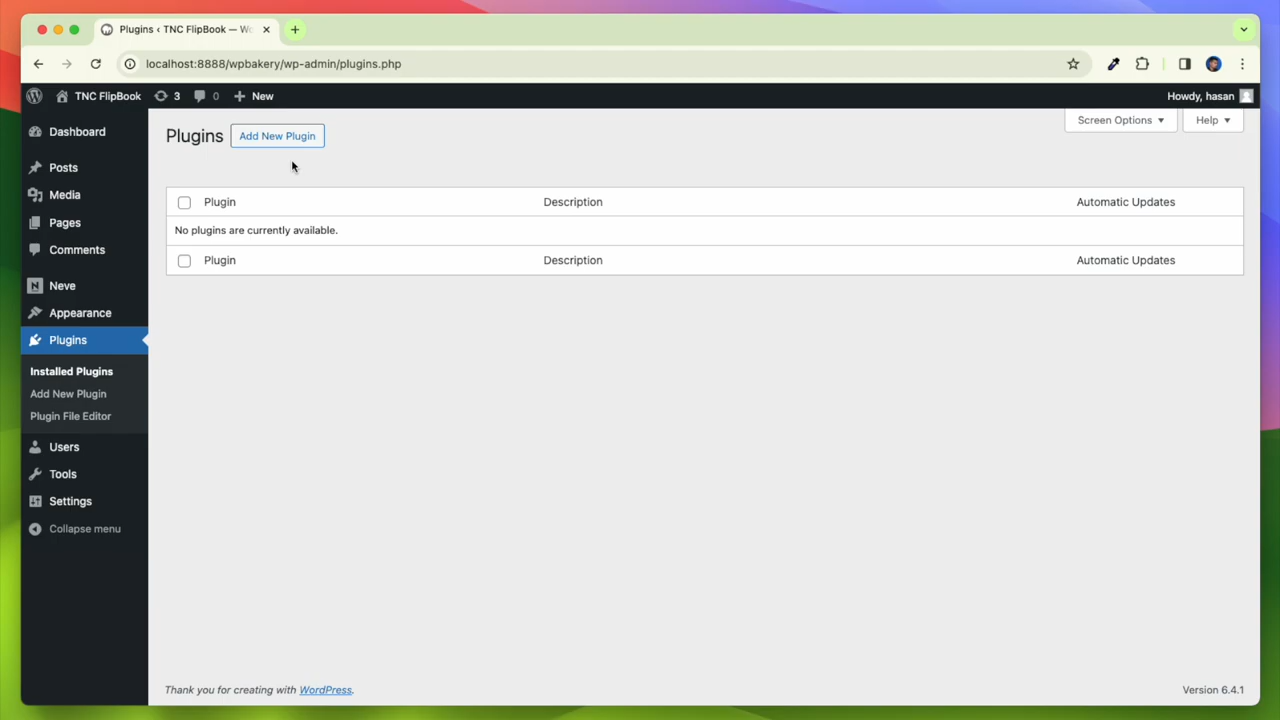 Plugins ‹ TNC FlipBook — Wo
localhost:8888/wpbakery/wp-admin/plugins.php
TNC FlipBook 3 0 New
Howdy, hasan
Dashboard
Posts
Media
Pages
Comments
Neve
Appearance
Plugins
Installed Plugins
Add New Plugin
Plugin File Editor
Users
Tools
Settings
Collapse menu
Screen Options Help
Plugins Add New Plugin
Plugin Description Automatic Updates
No plugins are currently available.
Plugin Description Automatic Updates
Thank you for creating with WordPress.
Version 6.4.1